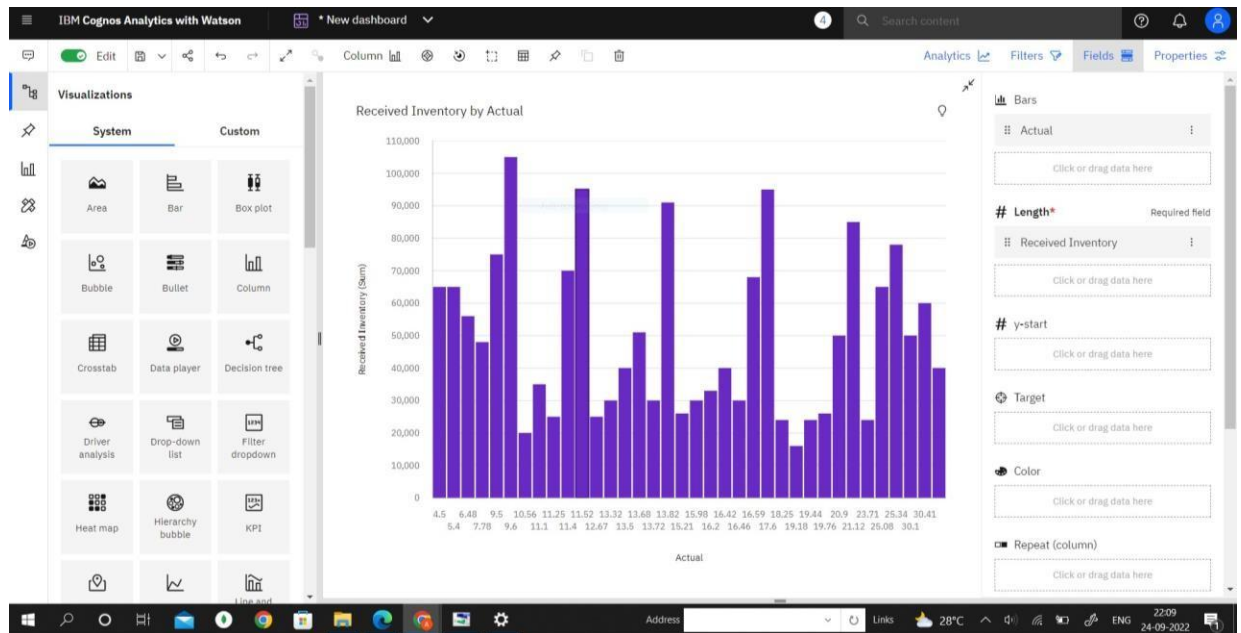 IBM Cognos Analytics with Watson
* New dashboard
4
Search content
Edit
Column
Analytics
Filters
Fields
Properties
Visualizations
System
Custom
Area
Bar
Box plot
Bubble
Bullet
Column
Crosstab
Data player
Decision tree
Driver
analysis
Drop-down
list
Filter
dropdown
Heat map
Hierarchy
bubble
KPI
Line and
Received Inventory by Actual
Received Inventory (Sum)
110,000
100,000
90,000
80,000
70,000
60,000
50,000
40,000
30,000
20,000
10,000
0
4.5 6.48 9.5 10.56 11.25 11.52 13.32 13.68 13.82 15.98 16.42 16.59 18.25 19.44 20.9 23.71 25.34 30.41
5.4 7.78 9.6 11.1 11.4 12.67 13.5 13.72 15.21 16.2 16.46 17.6 19.18 19.76 21.12 25.08 30.1
Actual
Bars
Actual
Click or drag data here
# Length*
Required field
Received Inventory
Click or drag data here
# y-start
Click or drag data here
Target
Click or drag data here
Color
Click or drag data here
Repeat (column)
Click or drag data here
Address
Links
28°C
ENG
22:09
24-09-2022